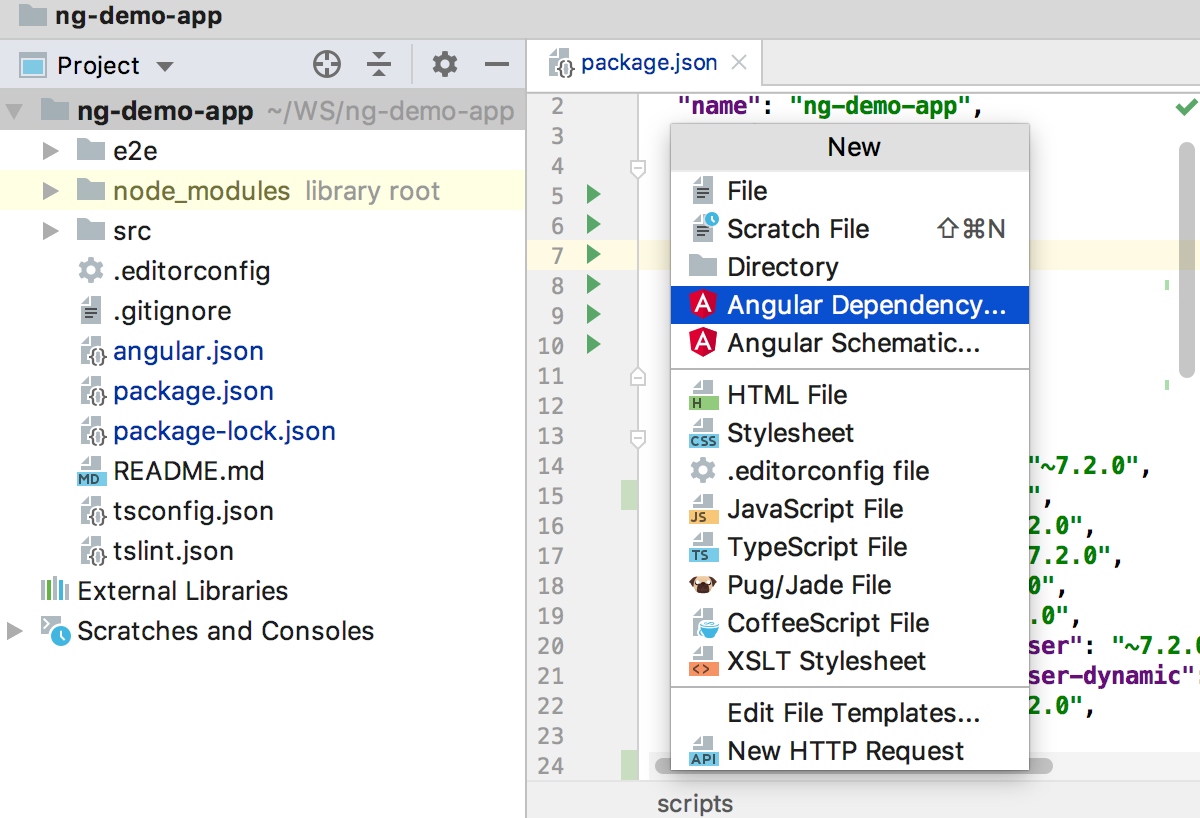 ng-demo-app
Project
ng-demo-app ~/WS/ng-demo-app
e2e
node_modules library root
src
.editorconfig
.gitignore
angular.json
package.json
package-lock.json
MD README.md
tsconfig.json
tslint.json
External Libraries
Scratches and Consoles
package.json
2 "name": "ng-demo-app",
3
4
5
6
7
8
9
10
11
12
13
14 "~7.2.0",
15 ",
16 2.0",
17 7.2.0",
18 0",
19 .0",
20 ser": "~7.2.0
21 ser-dynamic":
22 2.0",
23
24
New
File
Scratch File ⇧⌘N
Directory
A Angular Dependency...
A Angular Schematic...
H HTML File
CSS Stylesheet
.editorconfig file
JS JavaScript File
TS TypeScript File
Pug/Jade File
CoffeeScript File
<> XSLT Stylesheet
Edit File Templates...
API New HTTP Request
scripts